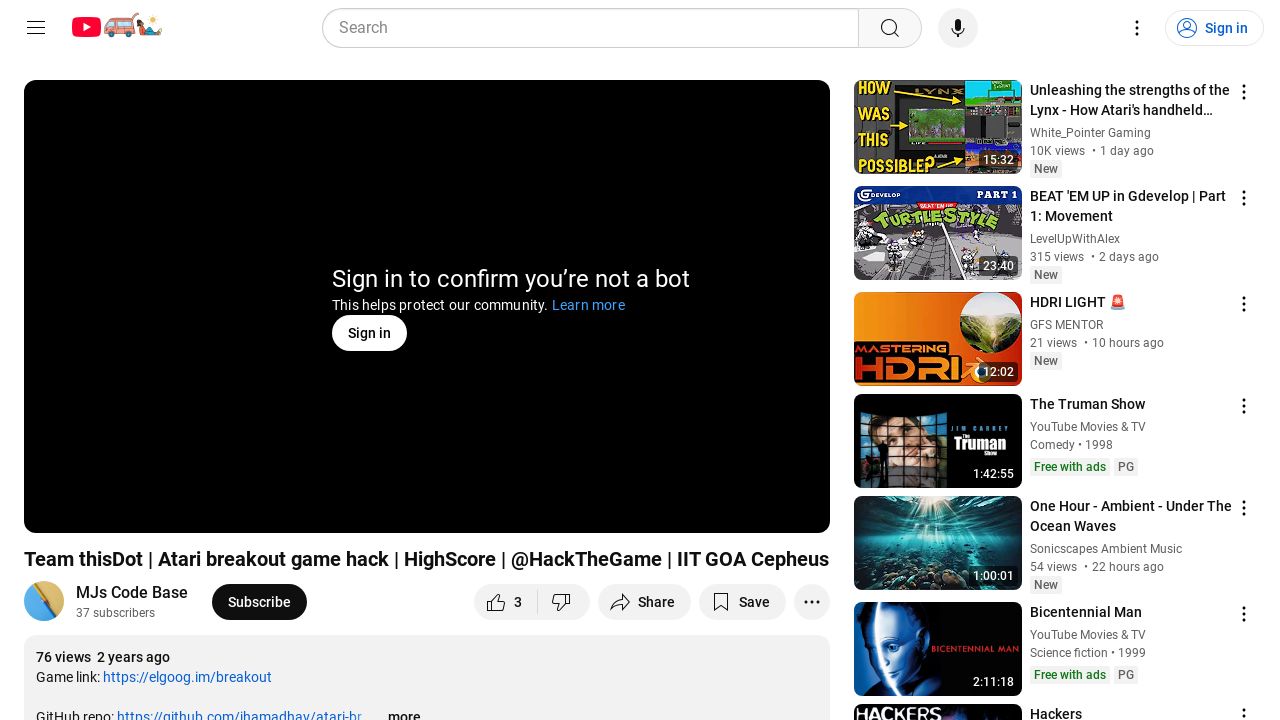 Search
Sign in
Sign in to confirm you’re not a bot
This helps protect our community. Learn more
Sign in
Team thisDot | Atari breakout game hack | HighScore | @HackTheGame | IIT GOA Cepheus
MJs Code Base
37 subscribers
Subscribe
3
Share
Save
76 views  2 years ago
Game link: https://elgoog.im/breakout
GitHub repo: https://github.com/jhamadhav/atari-br
...more
HOW
WAS
THIS
POSSIBLE?
LYNX
15:32
Unleashing the strengths of the
Lynx - How Atari's handheld…
White_Pointer Gaming
10K views • 1 day ago
New
GDEVELOP
PART 1
BEAT 'EM UP
TURTLE STYLE
23:40
BEAT 'EM UP in Gdevelop | Part
1: Movement
LevelUpWithAlex
315 views • 2 days ago
New
MASTERING
HDRI
12:02
HDRI LIGHT 🚨
GFS MENTOR
21 views • 10 hours ago
New
JIM CARREY
The
Truman
Show
1:42:55
The Truman Show
YouTube Movies & TV
Comedy • 1998
Free with ads
PG
1:00:01
One Hour - Ambient - Under The
Ocean Waves
Sonicscapes Ambient Music
54 views • 22 hours ago
New
BICENTENNIAL MAN
2:11:18
Bicentennial Man
YouTube Movies & TV
Science fiction • 1999
Free with ads
PG
HACKERS
Hackers